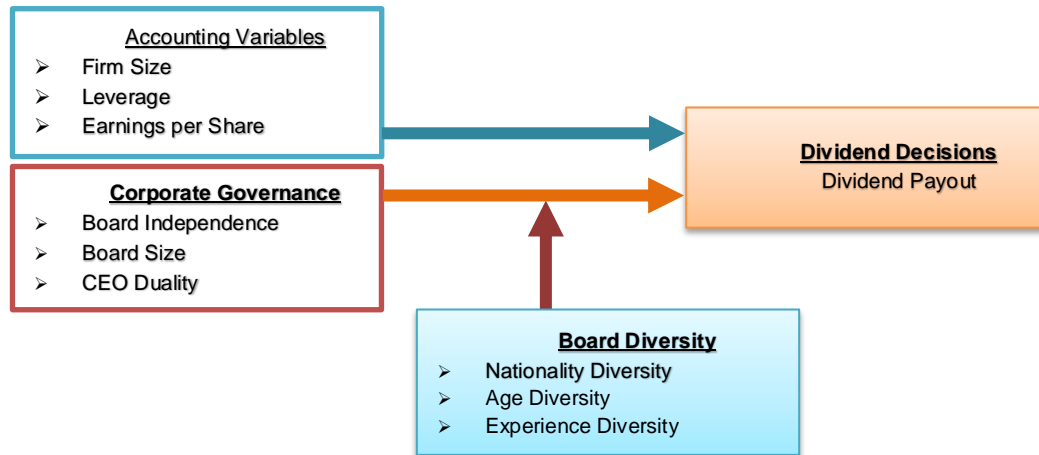 Accounting Variables
➢ Firm Size
➢ Leverage
➢ Earnings per Share
Corporate Governance
➢ Board Independence
➢ Board Size
➢ CEO Duality
Dividend Decisions
Dividend Payout
Board Diversity
➢ Nationality Diversity
➢ Age Diversity
➢ Experience Diversity